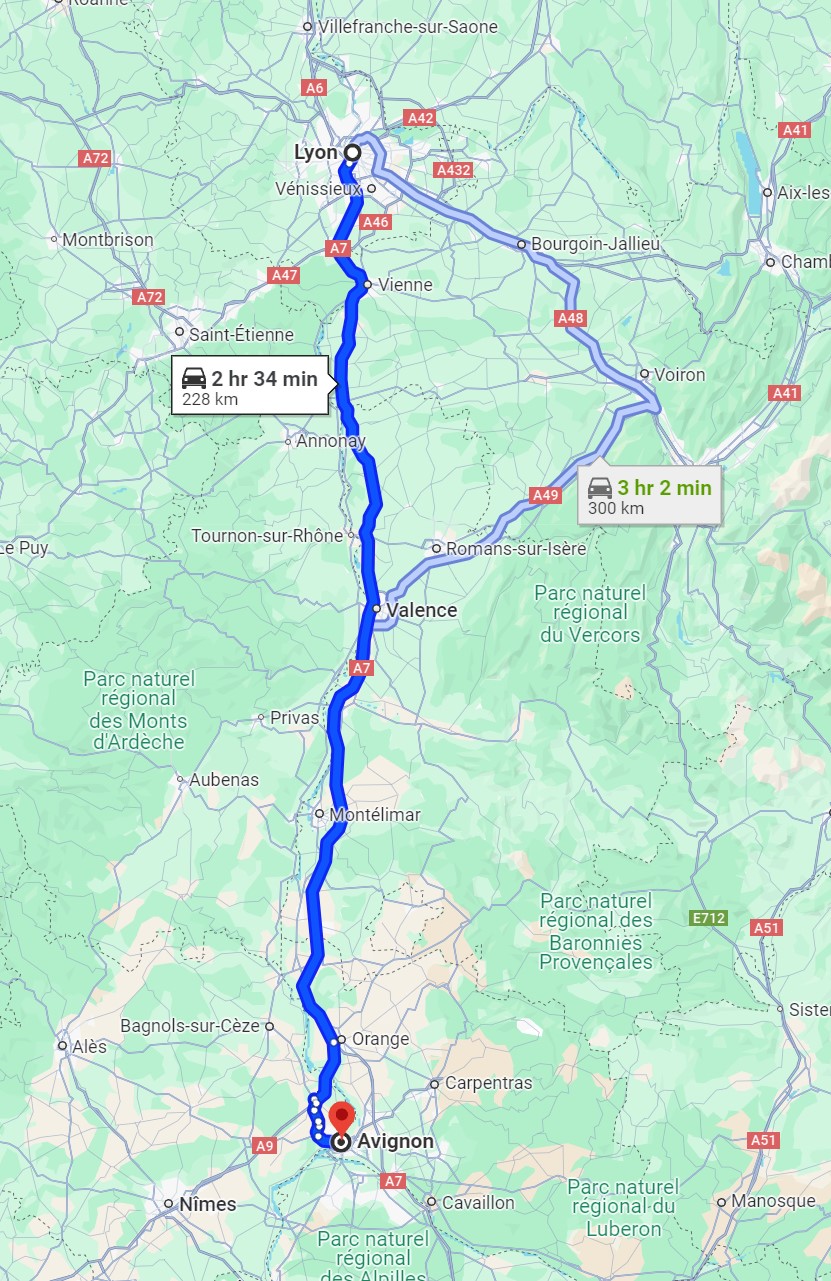 Roanne
Villefranche-sur-Saone
A6
A42
A41
Lyon
A72
A432
Vénissieux
Aix-les
A46
Montbrison
A7
Bourgoin-Jallieu
Cham
A47
Vienne
A72
A48
Saint-Étienne
2 hr 34 min
228 km
Voiron
A41
Annonay
3 hr 2 min
300 km
A49
Tournon-sur-Rhône
Le Puy
Romans-sur-Isère
Parc naturel
régional
du Vercors
Valence
A7
Parc naturel
régional
des Monts
d'Ardèche
Privas
Aubenas
Montélimar
Parc naturel
régional des
Baronnies
Provençales
E712
A51
Sister
Bagnols-sur-Cèze
Orange
Alès
Carpentras
Avignon
A9
A51
A7
Nîmes
Cavaillon
Parc naturel
régional du
Luberon
Manosque
Parc naturel
régional
des Alpilles